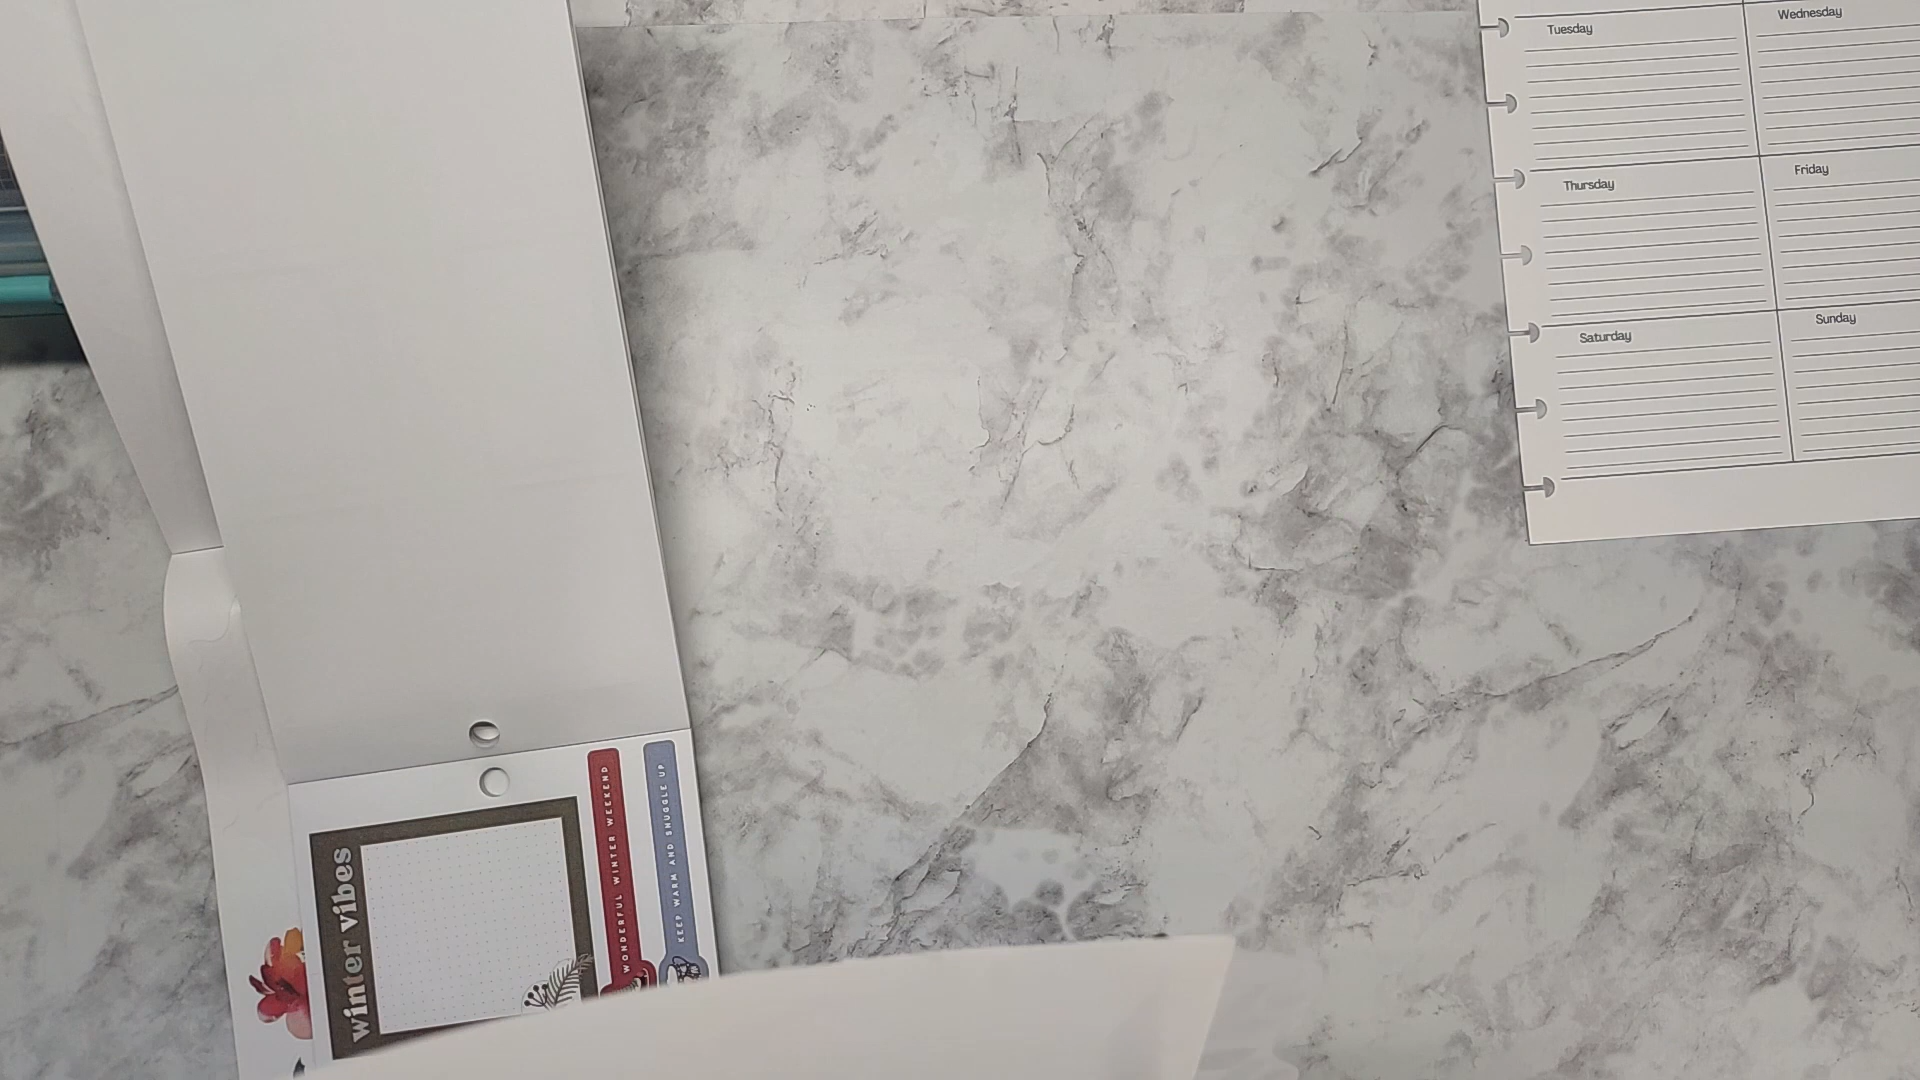 Tuesday
Wednesday
Thursday
Friday
Saturday
Sunday
winter vibes
WONDERFUL WINTER WEEKEND
KEEP WARM AND SNUGGLE UP